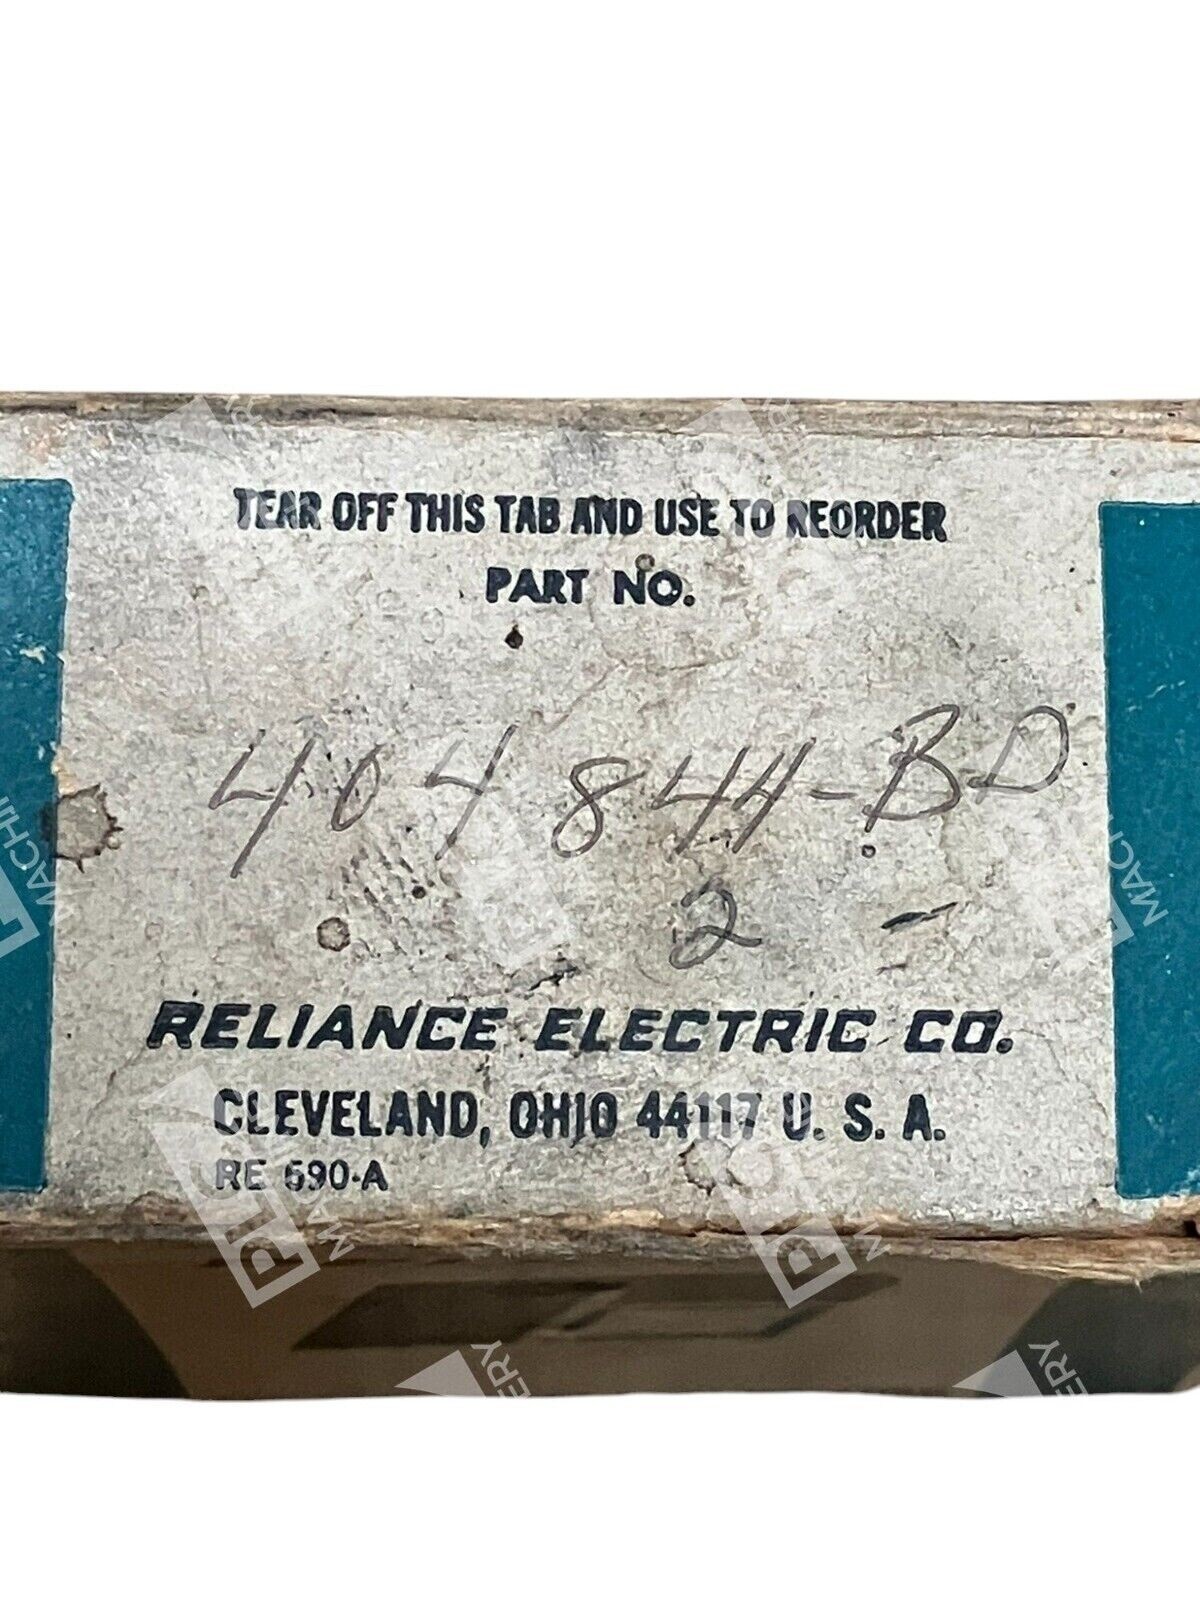 TEAR OFF THIS TAB AND USE TO REORDER
PART NO.
404844-BD
2
RELIANCE ELECTRIC CO.
CLEVELAND, OHIO 44117 U. S. A.
RE 690-A